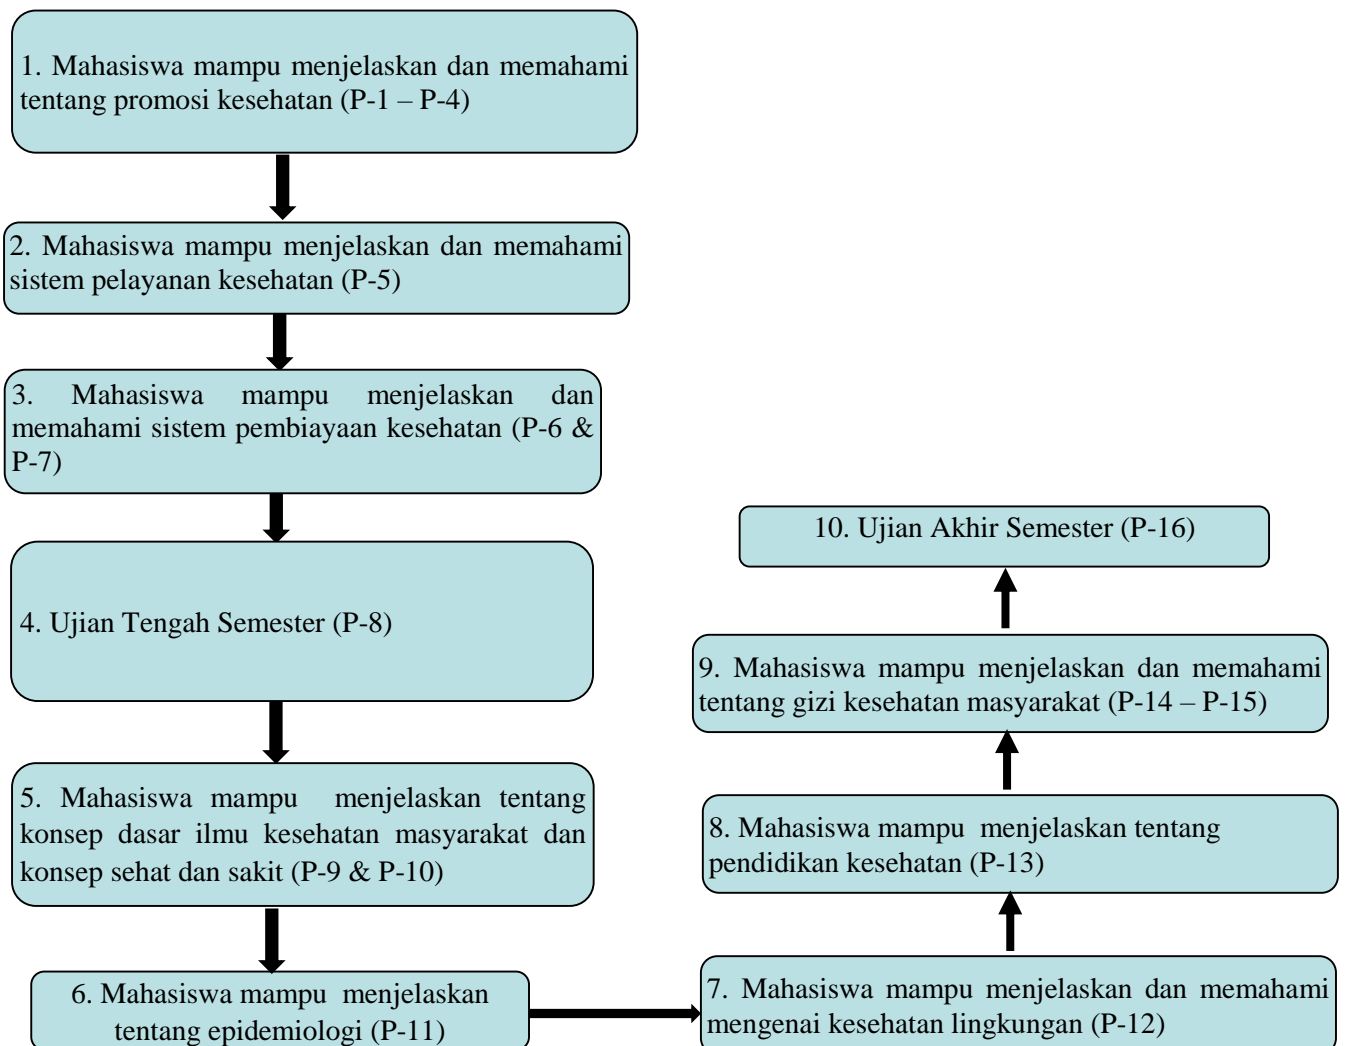 1. Mahasiswa mampu menjelaskan dan memahami
tentang promosi kesehatan (P-1 – P-4)
2. Mahasiswa mampu menjelaskan dan memahami
sistem pelayanan kesehatan (P-5)
3. Mahasiswa mampu menjelaskan dan
memahami sistem pembiayaan kesehatan (P-6 &
P-7)
4. Ujian Tengah Semester (P-8)
5. Mahasiswa mampu menjelaskan tentang
konsep dasar ilmu kesehatan masyarakat dan
konsep sehat dan sakit (P-9 & P-10)
6. Mahasiswa mampu menjelaskan
tentang epidemiologi (P-11)
7. Mahasiswa mampu menjelaskan dan memahami
mengenai kesehatan lingkungan (P-12)
8. Mahasiswa mampu menjelaskan tentang
pendidikan kesehatan (P-13)
9. Mahasiswa mampu menjelaskan dan memahami
tentang gizi kesehatan masyarakat (P-14 – P-15)
10. Ujian Akhir Semester (P-16)